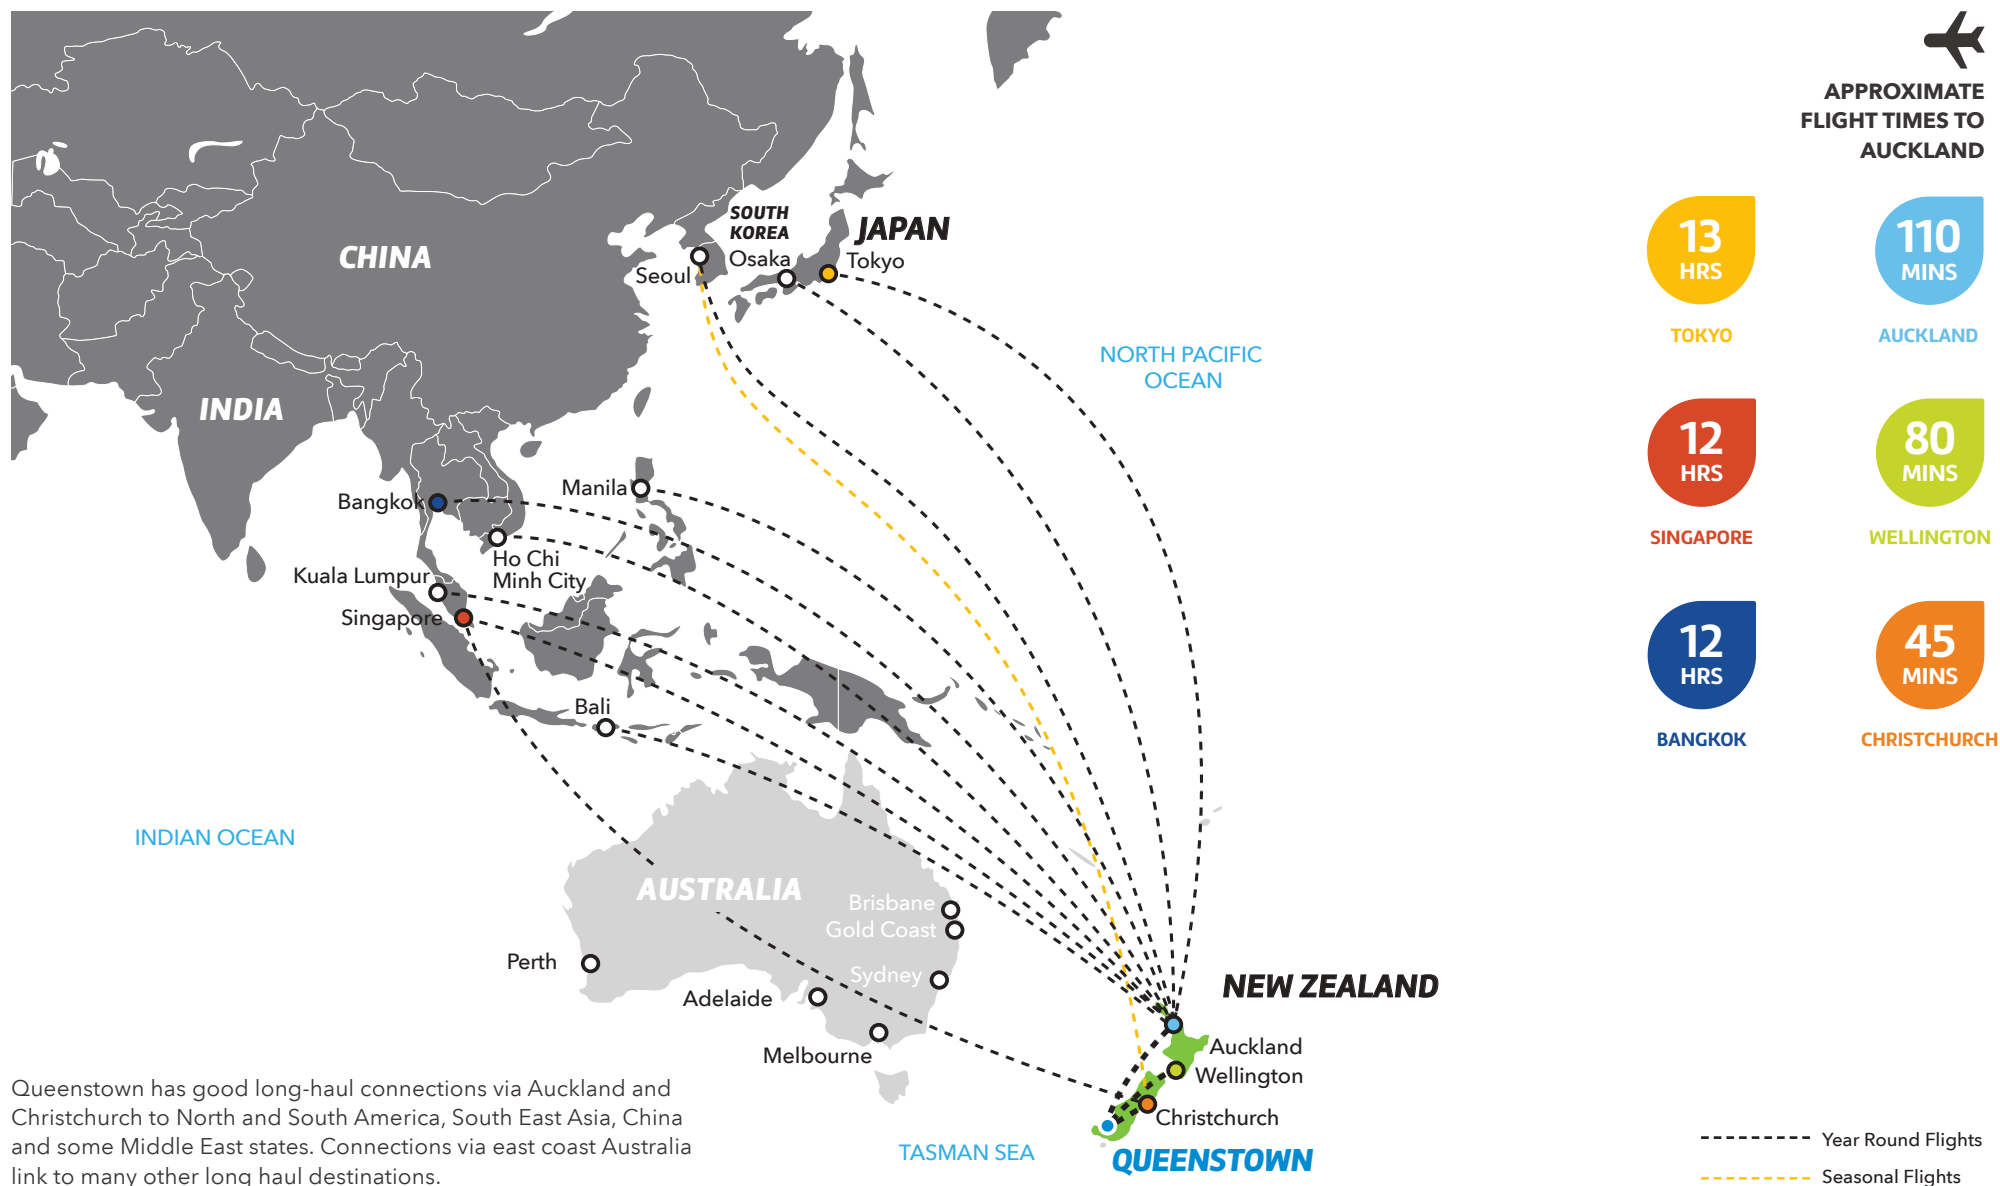 APPROXIMATE
FLIGHT TIMES TO
AUCKLAND
13
HRS
TOKYO
110
MINS
AUCKLAND
12
HRS
SINGAPORE
80
MINS
WELLINGTON
12
HRS
BANGKOK
45
MINS
CHRISTCHURCH
SOUTH
KOREA
JAPAN
CHINA
Osaka
Tokyo
Seoul
NORTH PACIFIC
OCEAN
INDIA
Manila
Bangkok
Ho Chi
Minh City
Kuala Lumpur
Singapore
Bali
INDIAN OCEAN
AUSTRALIA
Brisbane
Gold Coast
Perth
Sydney
Adelaide
Melbourne
NEW ZEALAND
Auckland
Wellington
Christchurch
QUEENSTOWN
TASMAN SEA
Queenstown has good long-haul connections via Auckland and
Christchurch to North and South America, South East Asia, China
and some Middle East states. Connections via east coast Australia
link to many other long haul destinations.
Year Round Flights
Seasonal Flights